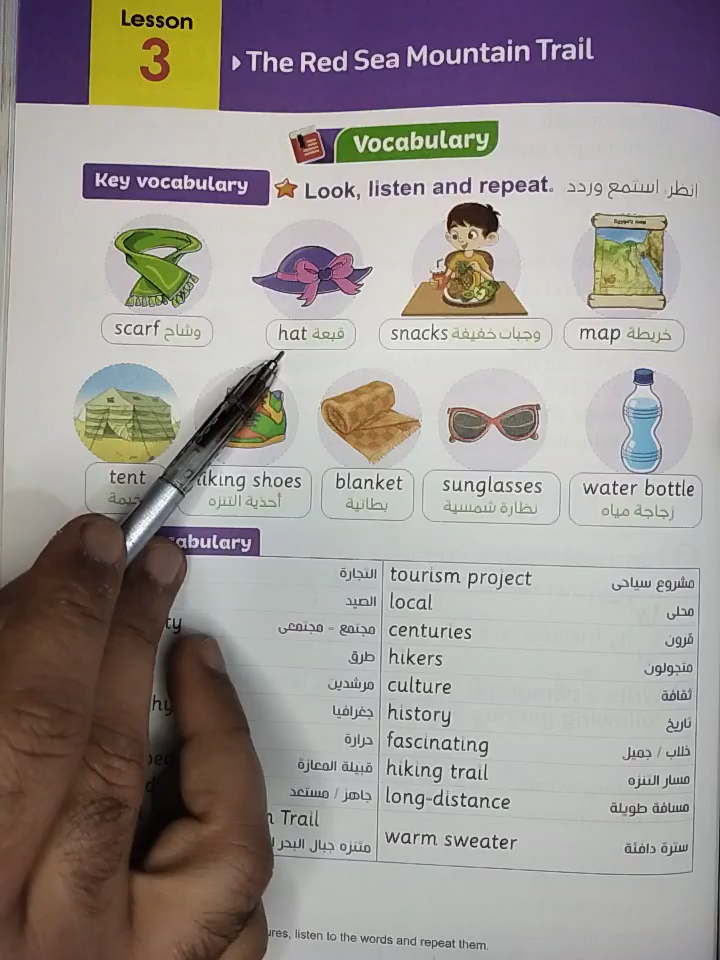 Lesson
3
The Red Sea Mountain Trail
Vocabulary
Key vocabulary
Look, listen and repeat. انظر، استمع وردد
scarf وشاح
hat قبعة
snacks وجبات خفيفة
map خريطة
tent
hiking shoes
أحذية التنزه
blanket
بطانية
sunglasses
نظارة شمسية
water bottle
زجاجة مياه
التجارة
tourism project مشروع سياحى
الصيد
local محلى
مجتمع - مجتمعى
centuries قرون
طرق
hikers متجولون
مرشدين
culture ثقافة
جغرافيا
history تاريخ
حرارة
fascinating خلاب / جميل
قبيلة المعازة
hiking trail مسار التنزه
جاهز / مستعد
long-distance مسافة طويلة
Trail
متنزه جبال البحر
warm sweater سترة دافئة
listen to the words and repeat them.